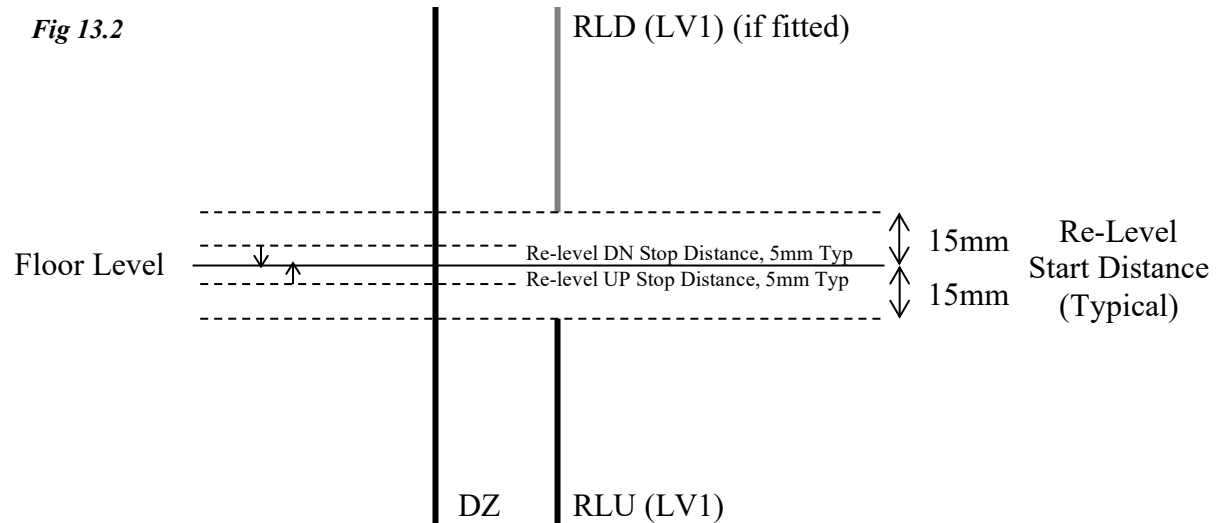 Fig 13.2
RLD (LV1) (if fitted)
Floor Level
Re-level DN Stop Distance, 5mm Typ
Re-level UP Stop Distance, 5mm Typ
15mm
15mm
Re-Level
Start Distance
(Typical)
DZ
RLU (LV1)